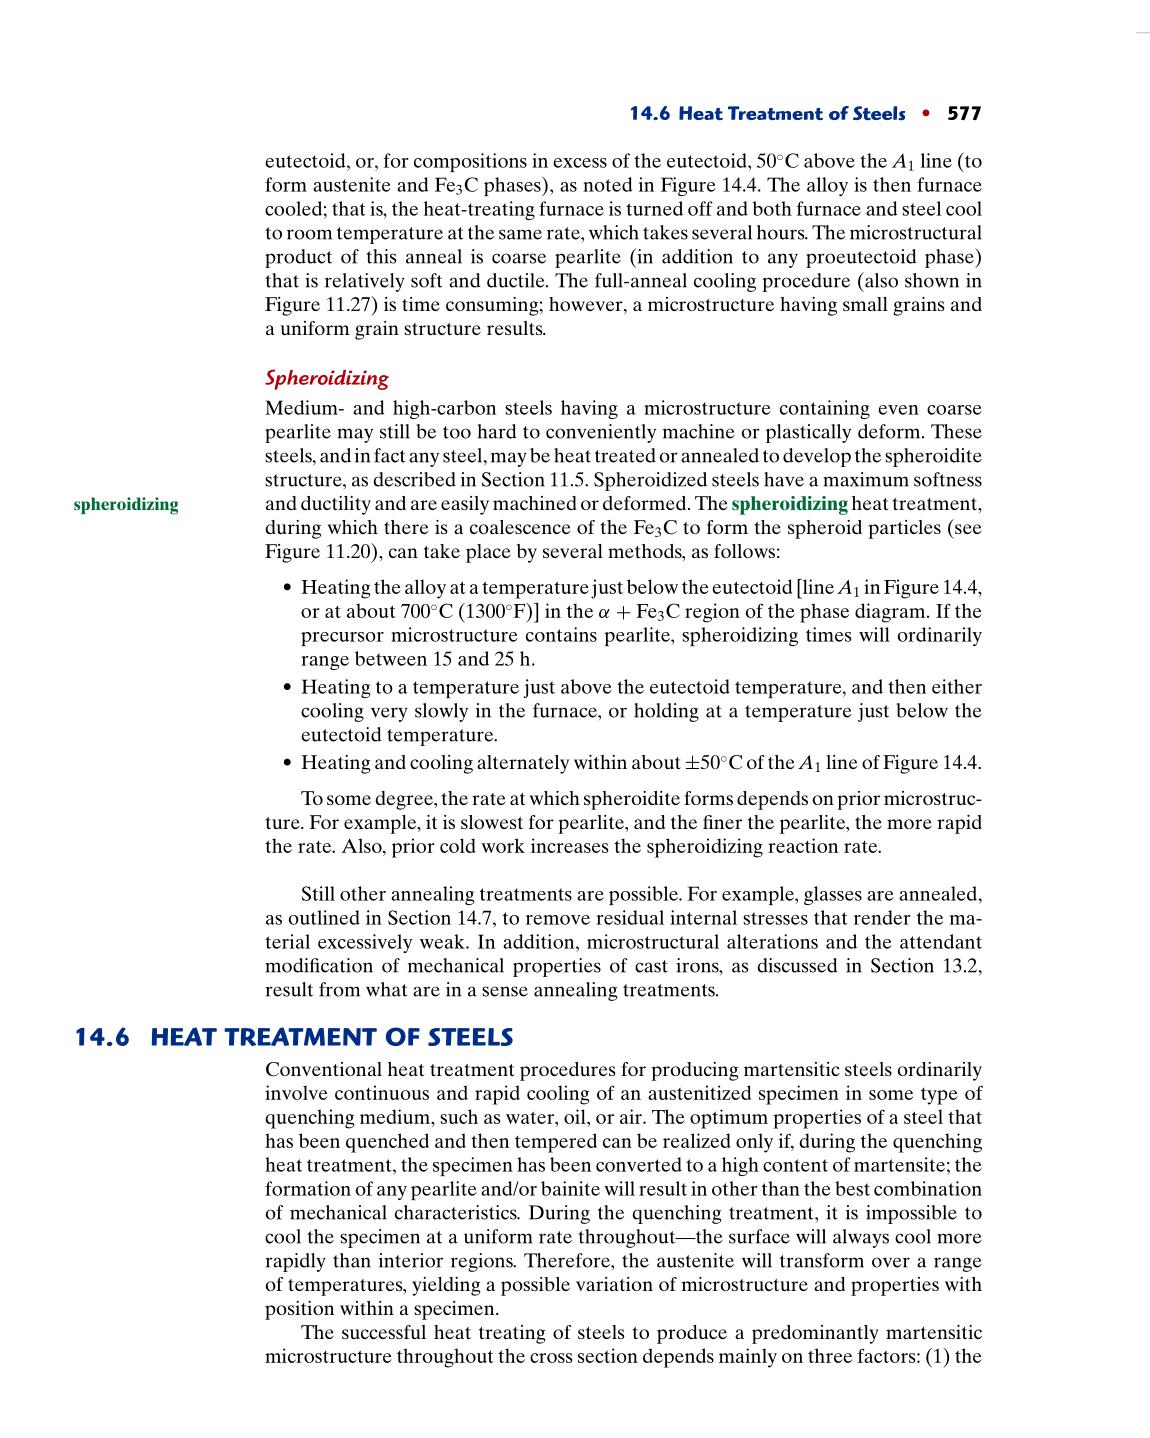 14.6 Heat Treatment of Steels • 577
eutectoid, or, for compositions in excess of the eutectoid, 50°C above the A₁ line (to
form austenite and Fe₃C phases), as noted in Figure 14.4. The alloy is then furnace
cooled; that is, the heat-treating furnace is turned off and both furnace and steel cool
to room temperature at the same rate, which takes several hours. The microstructural
product of this anneal is coarse pearlite (in addition to any proeutectoid phase)
that is relatively soft and ductile. The full-anneal cooling procedure (also shown in
Figure 11.27) is time consuming; however, a microstructure having small grains and
a uniform grain structure results.
Spheroidizing
Medium- and high-carbon steels having a microstructure containing even coarse
pearlite may still be too hard to conveniently machine or plastically deform. These
steels, and in fact any steel, may be heat treated or annealed to develop the spheroidite
structure, as described in Section 11.5. Spheroidized steels have a maximum softness
spheroidizing
and ductility and are easily machined or deformed. The spheroidizing heat treatment,
during which there is a coalescence of the Fe₃C to form the spheroid particles (see
Figure 11.20), can take place by several methods, as follows:
• Heating the alloy at a temperature just below the eutectoid [line A₁ in Figure 14.4,
or at about 700°C (1300°F)] in the α + Fe₃C region of the phase diagram. If the
precursor microstructure contains pearlite, spheroidizing times will ordinarily
range between 15 and 25 h.
• Heating to a temperature just above the eutectoid temperature, and then either
cooling very slowly in the furnace, or holding at a temperature just below the
eutectoid temperature.
• Heating and cooling alternately within about ±50°C of the A₁ line of Figure 14.4.
To some degree, the rate at which spheroidite forms depends on prior microstruc-
ture. For example, it is slowest for pearlite, and the finer the pearlite, the more rapid
the rate. Also, prior cold work increases the spheroidizing reaction rate.
Still other annealing treatments are possible. For example, glasses are annealed,
as outlined in Section 14.7, to remove residual internal stresses that render the ma-
terial excessively weak. In addition, microstructural alterations and the attendant
modification of mechanical properties of cast irons, as discussed in Section 13.2,
result from what are in a sense annealing treatments.
14.6 HEAT TREATMENT OF STEELS
Conventional heat treatment procedures for producing martensitic steels ordinarily
involve continuous and rapid cooling of an austenitized specimen in some type of
quenching medium, such as water, oil, or air. The optimum properties of a steel that
has been quenched and then tempered can be realized only if, during the quenching
heat treatment, the specimen has been converted to a high content of martensite; the
formation of any pearlite and/or bainite will result in other than the best combination
of mechanical characteristics. During the quenching treatment, it is impossible to
cool the specimen at a uniform rate throughout—the surface will always cool more
rapidly than interior regions. Therefore, the austenite will transform over a range
of temperatures, yielding a possible variation of microstructure and properties with
position within a specimen.
The successful heat treating of steels to produce a predominantly martensitic
microstructure throughout the cross section depends mainly on three factors: (1) the